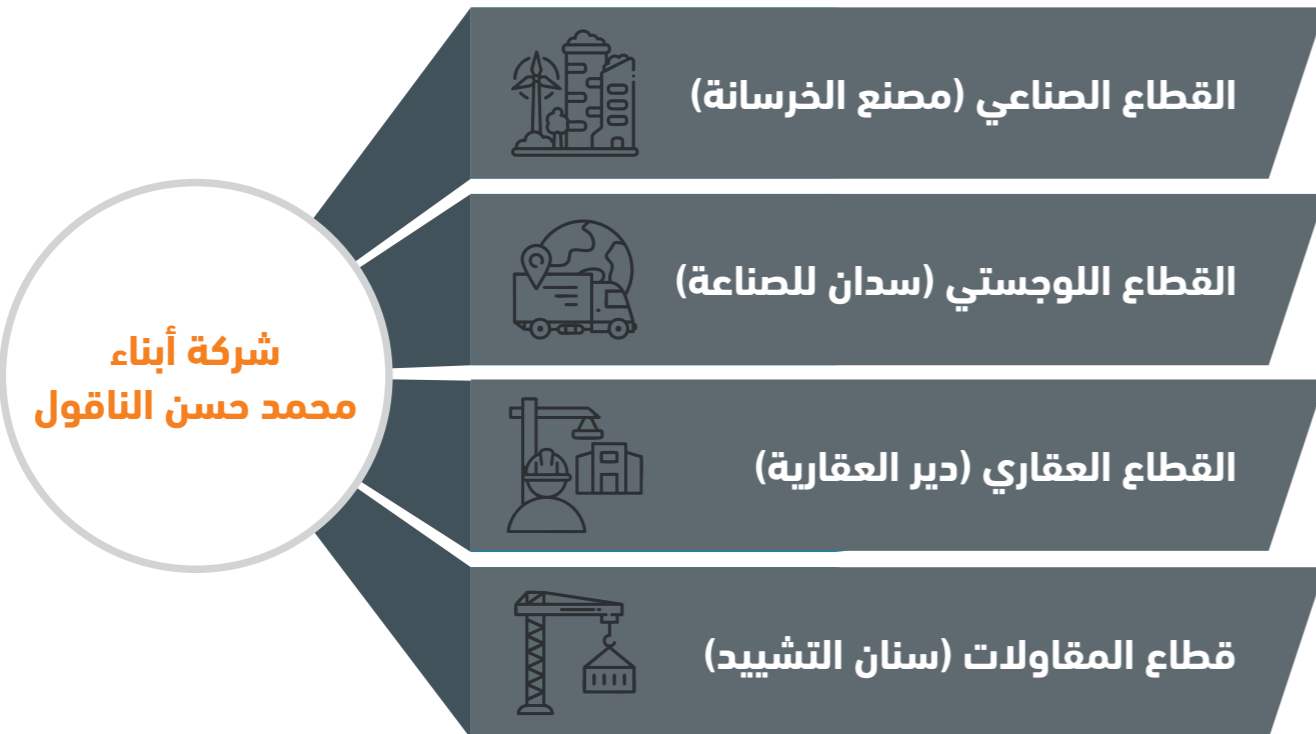 شركة أبناء
محمد حسن الناقول
القطاع الصناعي (مصنع الخرسانة)
القطاع اللوجستي (سدان للصناعة)
القطاع العقاري (دير العقارية)
قطاع المقاولات (سنان التشييد)